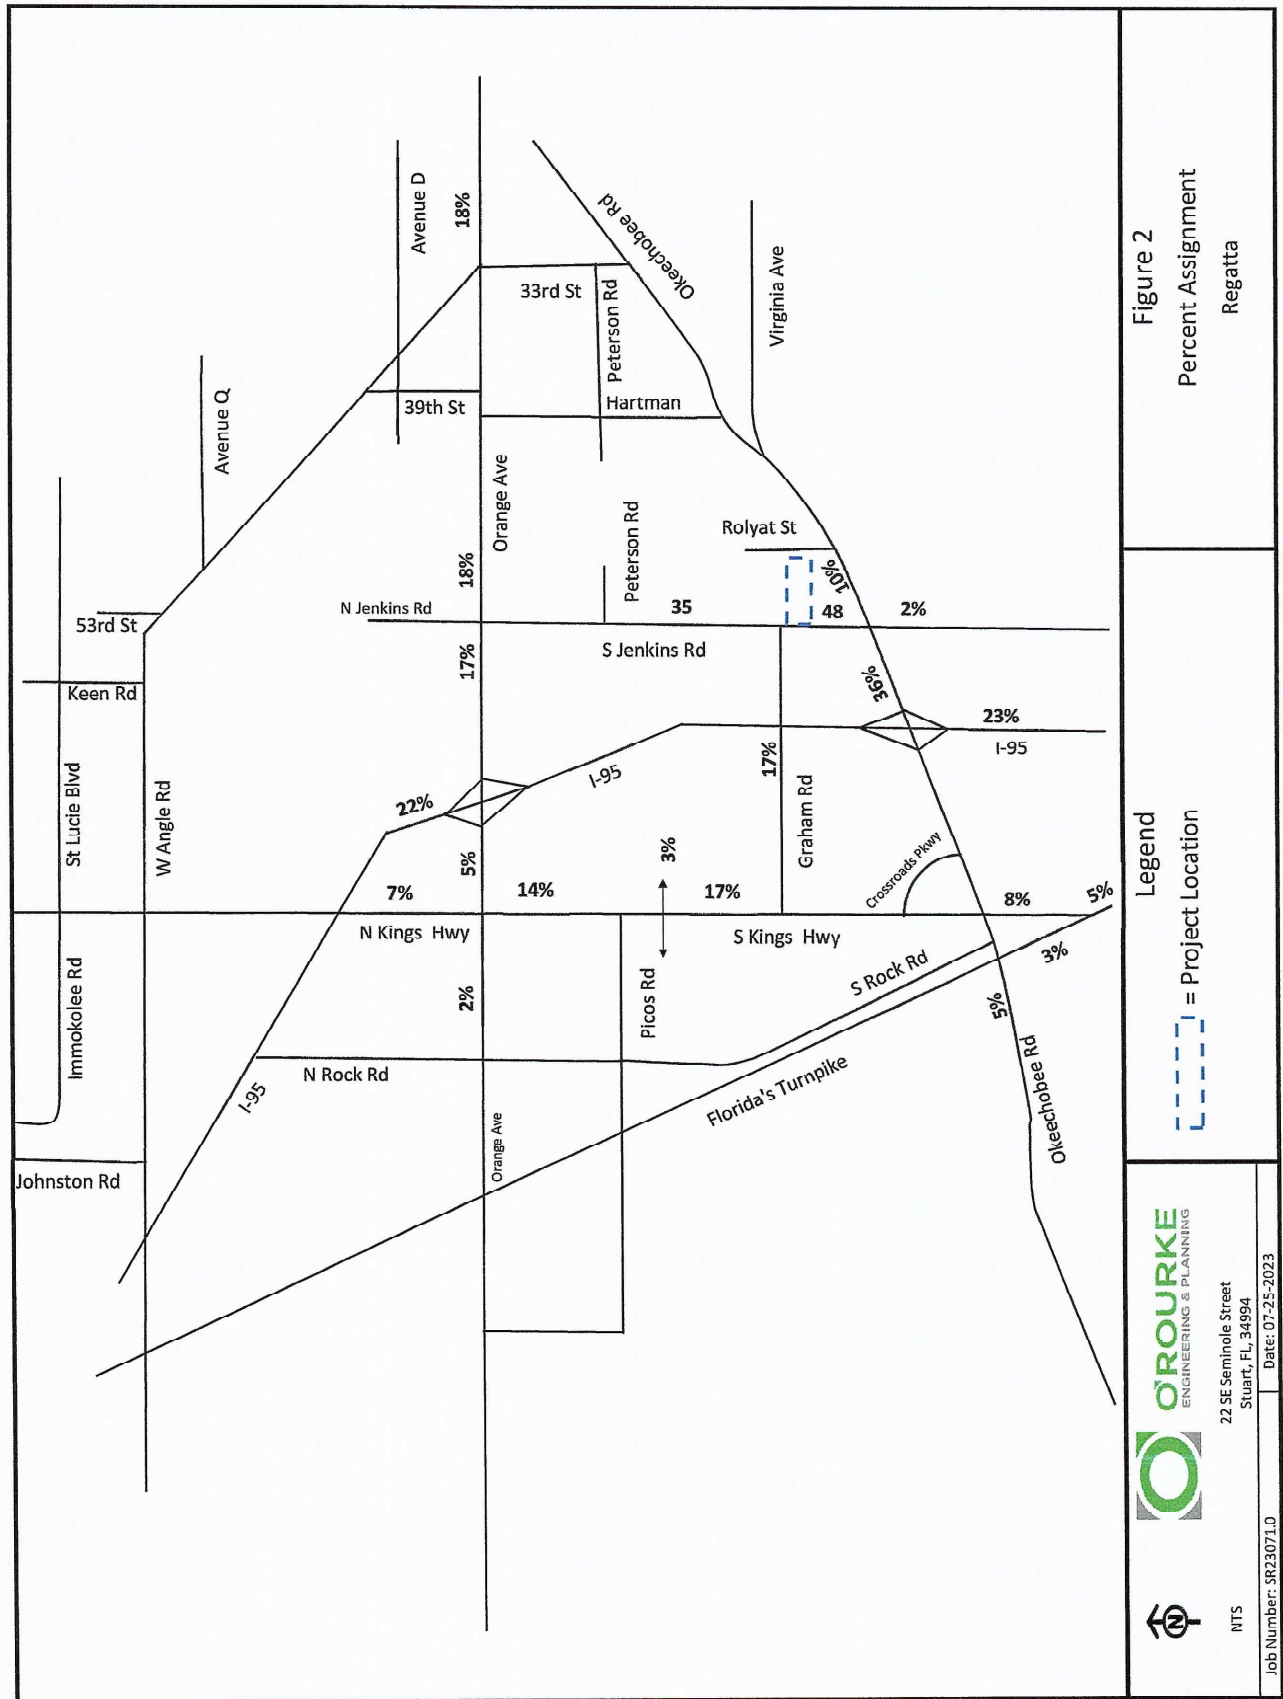 St Lucie Blvd
Immokolee Rd
Johnston Rd
Keen Rd
53rd St
W Angle Rd
Avenue Q
Avenue D
39th St
18%
33rd St
Peterson Rd
Hartman
Okeechobee Rd
Virginia Ave
Orange Ave
18%
N Jenkins Rd
Peterson Rd
35
Rolyat St
10%
48
2%
17%
S Jenkins Rd
36%
23%
I-95
I-95
22%
17%
Graham Rd
5%
3%
7%
14%
17%
Crossroads Pkwy
8%
5%
N Kings Hwy
S Kings Hwy
2%
Picos Rd
S Rock Rd
3%
5%
N Rock Rd
I-95
Florida's Turnpike
Okeechobee Rd
Orange Ave
Figure 2
Percent Assignment
Regatta
Legend
= Project Location
O'ROURKE
ENGINEERING & PLANNING
22 SE Seminole Street
Stuart, FL, 34994
N
NTS
Job Number: SR23071.0
Date: 07-25-2023